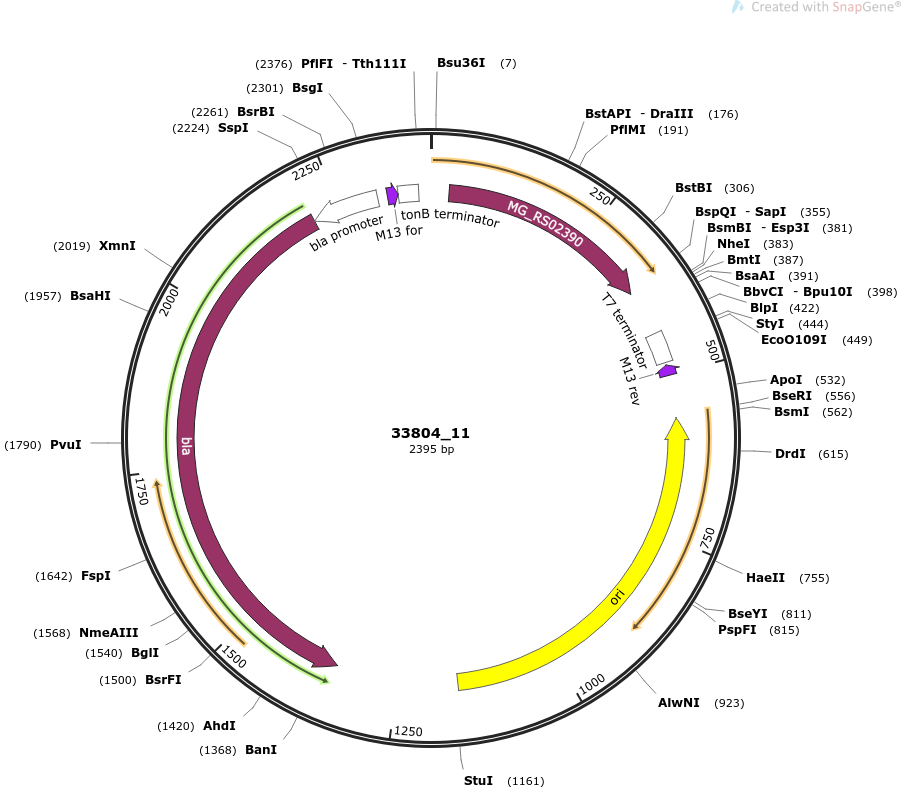 Created with SnapGene®
(2376) PflFI - Tth111I
Bsu36I (7)
(2301) BsgI
(2261) BsrBI
(2224) SspI
BstAPI - DraIII (176)
PflMI (191)
2250
250
BstBI (306)
bla promoter
M13 for
tonB terminator
MG_RS02390
BspQI - SapI (355)
BsmBI - Esp3I (381)
NheI (383)
(2019) XmnI
BmtI (387)
BsaAI (391)
(1957) BsaHI
2000
BbvCI - Bpu10I (398)
BlpI (422)
StyI (444)
EcoO109I (449)
T7 terminator
500
M13 rev
ApoI (532)
BseRI (556)
BsmI (562)
33804_11
2395 bp
(1790) PvuI
bla
DrdI (615)
1750
750
(1642) FspI
HaeII (755)
ori
BseYI (811)
PspFI (815)
(1568) NmeAIII
(1540) BglI
1500
(1500) BsrFI
1000
AlwNI (923)
(1420) AhdI
1250
(1368) BanI
StuI (1161)